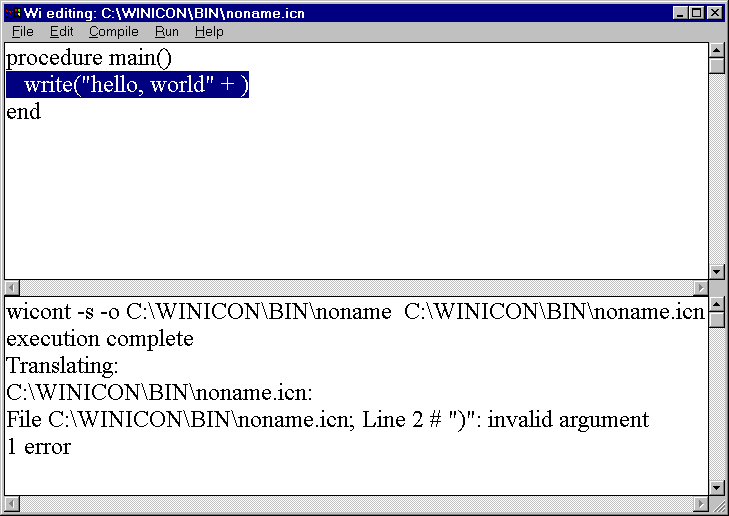 Wi editing: C:\WINICON\BIN\noname.icn
File Edit Compile Run Help
procedure main()
write("hello, world" + )
end
wicont -s -o C:\WINICON\BIN\noname C:\WINICON\BIN\noname.icn
execution complete
Translating:
C:\WINICON\BIN\noname.icn:
File C:\WINICON\BIN\noname.icn; Line 2 # ")": invalid argument
1 error